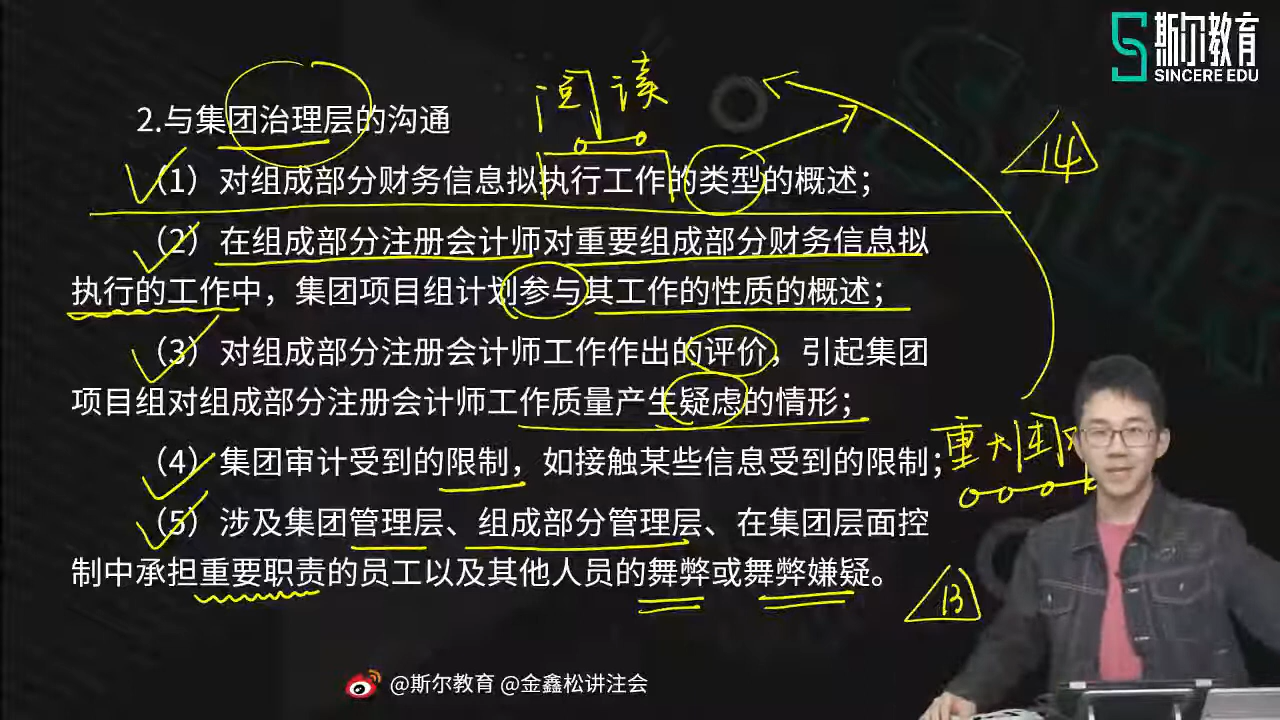 斯尔教育
SINCERE EDU
阅读
2.与集团治理层的沟通
14
（1）对组成部分财务信息拟执行工作的类型的概述；
（2）在组成部分注册会计师对重要组成部分财务信息拟
执行的工作中，集团项目组计划参与其工作的性质的概述；
（3）对组成部分注册会计师工作作出的评价，引起集团
项目组对组成部分注册会计师工作质量产生疑虑的情形；
（4）集团审计受到的限制，如接触某些信息受到的限制；
重大困
（5）涉及集团管理层、组成部分管理层、在集团层面控
制中承担重要职责的员工以及其他人员的舞弊或舞弊嫌疑。
13
@斯尔教育 @金鑫松讲注会